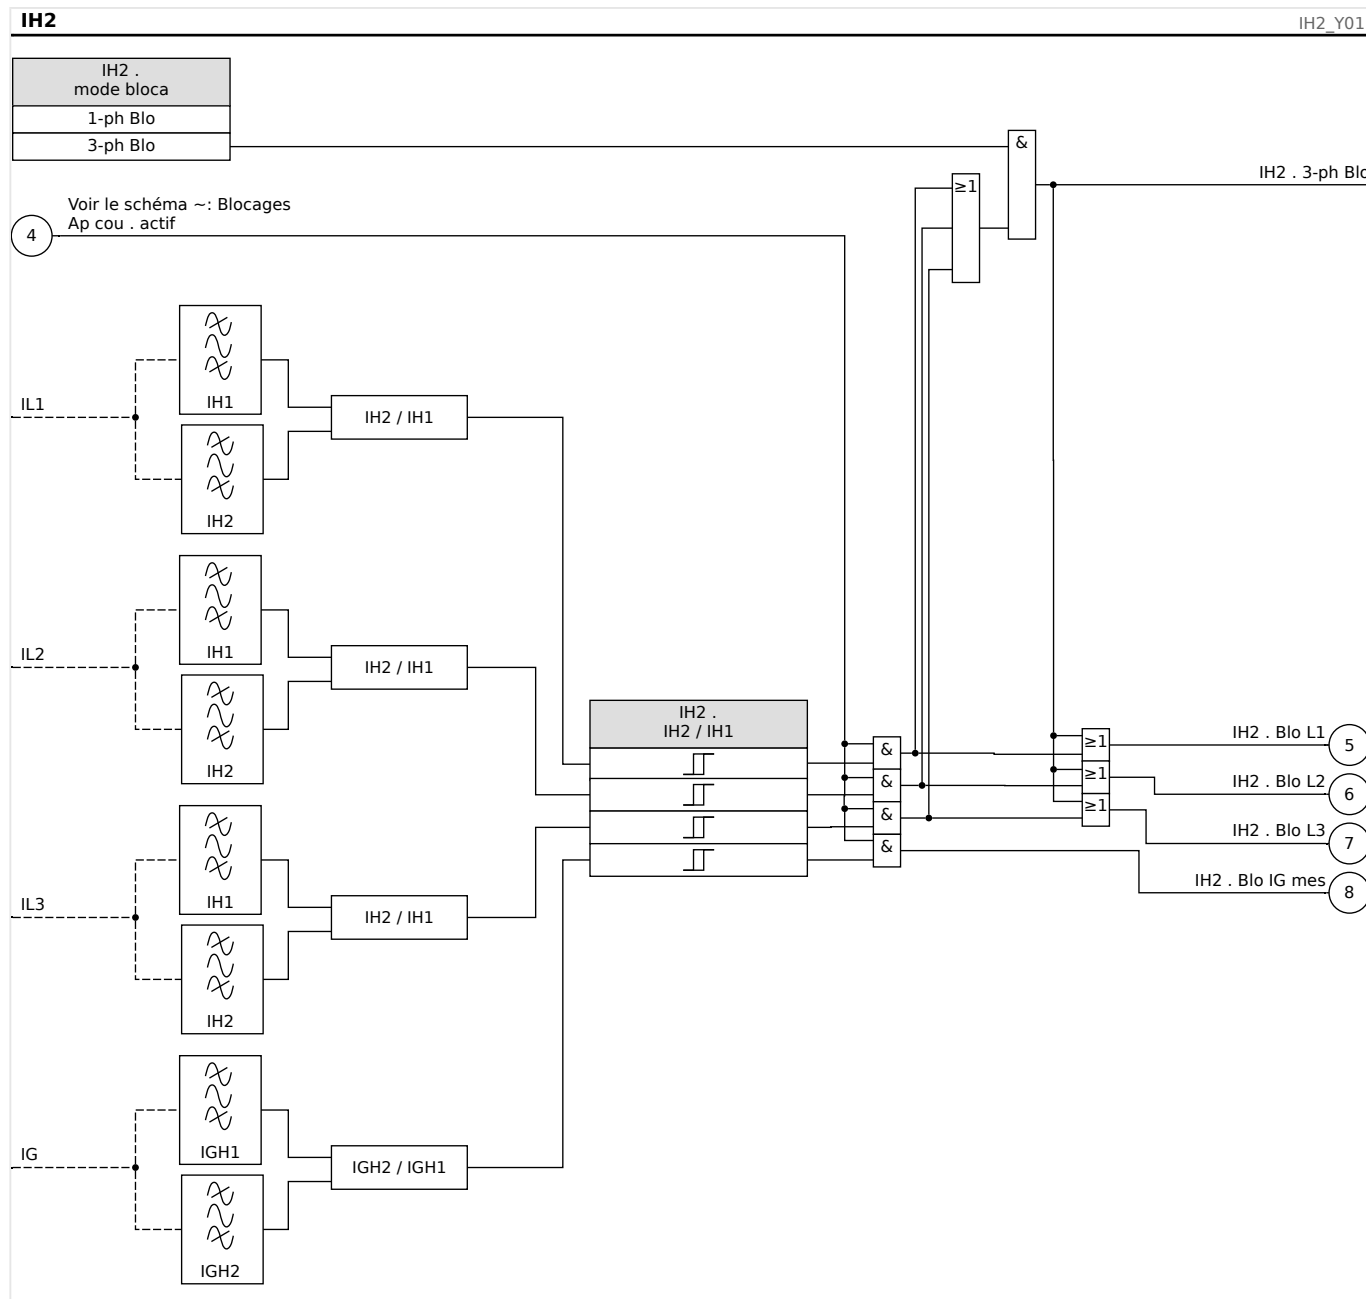 IH2
IH2_Y01
IH2 .
mode bloca
1-ph Blo
3-ph Blo
&
IH2 . 3-ph Blo
≥1
Voir le schéma ~: Blocages
Ap cou . actif
4
IH1
IL1
IH2 / IH1
IH2
IH1
IL2
IH2 / IH1
IH2
IH2 .
IH2 / IH1
IH2 . Blo L1
&
≥1
5
&
≥1
IH2 . Blo L2
6
&
≥1
IH2 . Blo L3
7
&
IH2 . Blo IG mes
8
IH1
IL3
IH2 / IH1
IH2
IGH1
IG
IGH2 / IGH1
IGH2